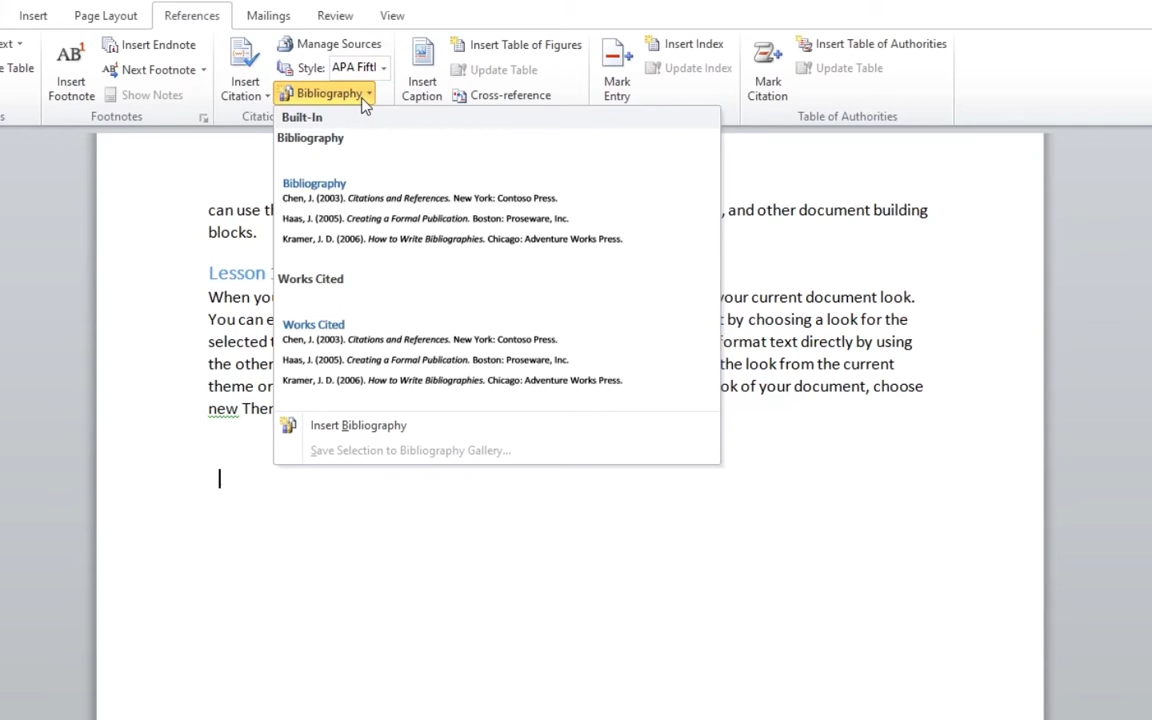 Insert Page Layout References Mailings Review View
ext
e Table
s
AB¹
Insert
Footnote
Insert Endnote
Next Footnote
Show Notes
Footnotes
Insert
Citation
Manage Sources
Style: APA Fiftl
Bibliography
Citatio
Insert
Caption
Insert Table of Figures
Update Table
Cross-reference
Mark
Entry
Insert Index
Update Index
Mark
Citation
Insert Table of Authorities
Update Table
Table of Authorities
Built-In
Bibliography
Bibliography
Chen, J. (2003). Citations and References. New York: Contoso Press.
Haas, J. (2005). Creating a Formal Publication. Boston: Proseware, Inc.
Kramer, J. D. (2006). How to Write Bibliographies. Chicago: Adventure Works Press.
Works Cited
Works Cited
Chen, J. (2003). Citations and References. New York: Contoso Press.
Haas, J. (2005). Creating a Formal Publication. Boston: Proseware, Inc.
Kramer, J. D. (2006). How to Write Bibliographies. Chicago: Adventure Works Press.
Insert Bibliography
Save Selection to Bibliography Gallery...
can use t , and other document building
blocks.
Lesson
When yo our current document look.
You can e t by choosing a look for the
selected t format text directly by using
the other the look from the current
theme or ok of your document, choose
new Ther